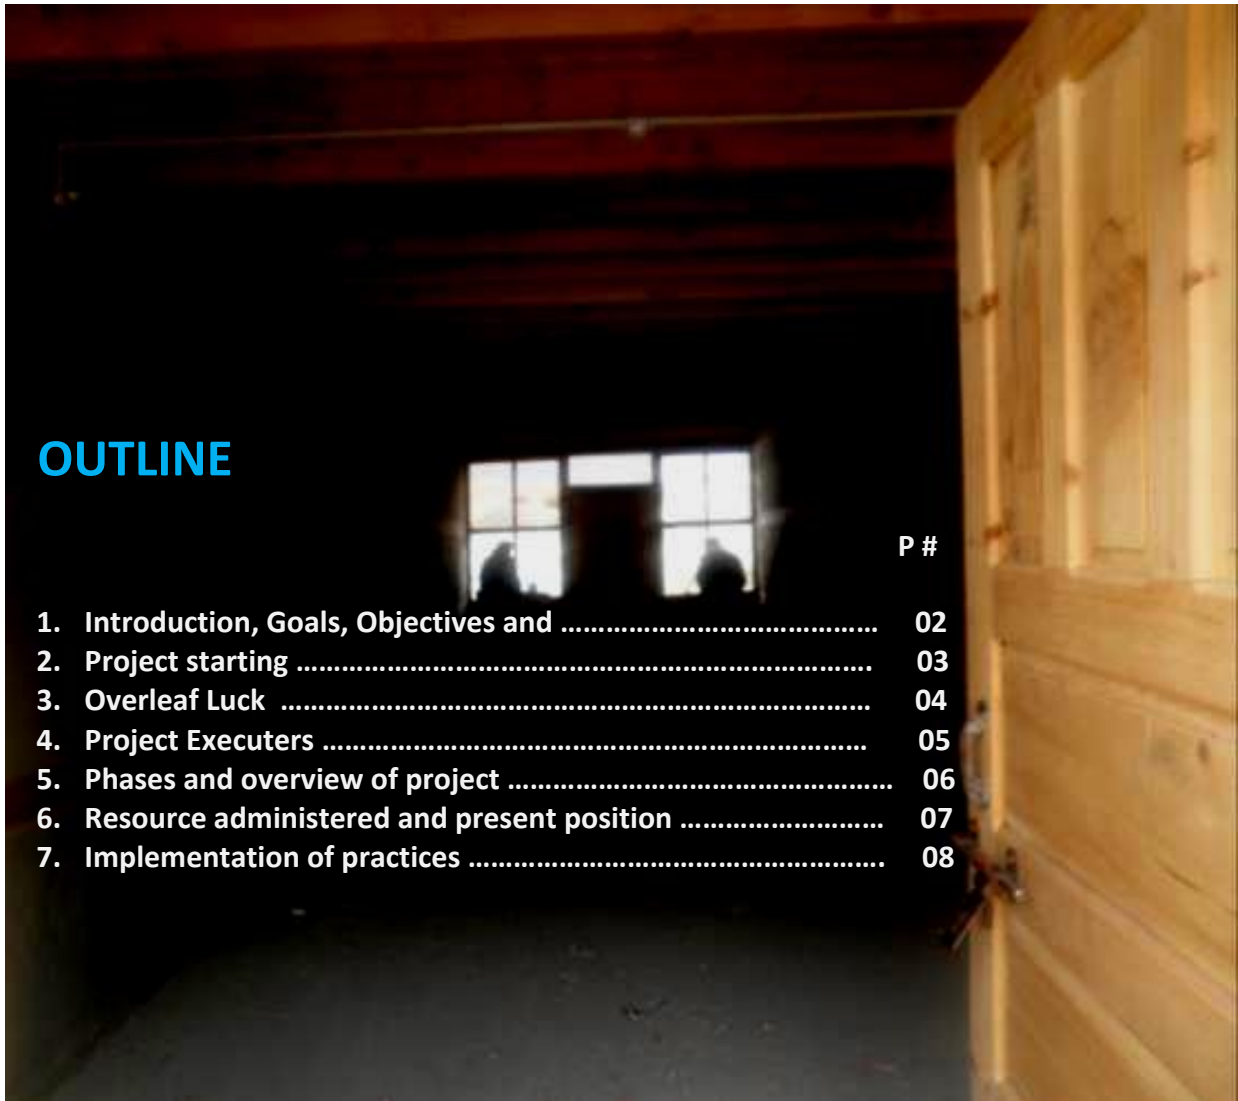 OUTLINE
P #
1. Introduction, Goals, Objectives and ………………………………….… 02
2. Project starting …………………………………………………………………. 03
3. Overleaf Luck …………………………………………………………………… 04
4. Project Executers ……………………………………………………………… 05
5. Phases and overview of project …………………………………………… 06
6. Resource administered and present position ……………………… 07
7. Implementation of practices ………………………………………………. 08